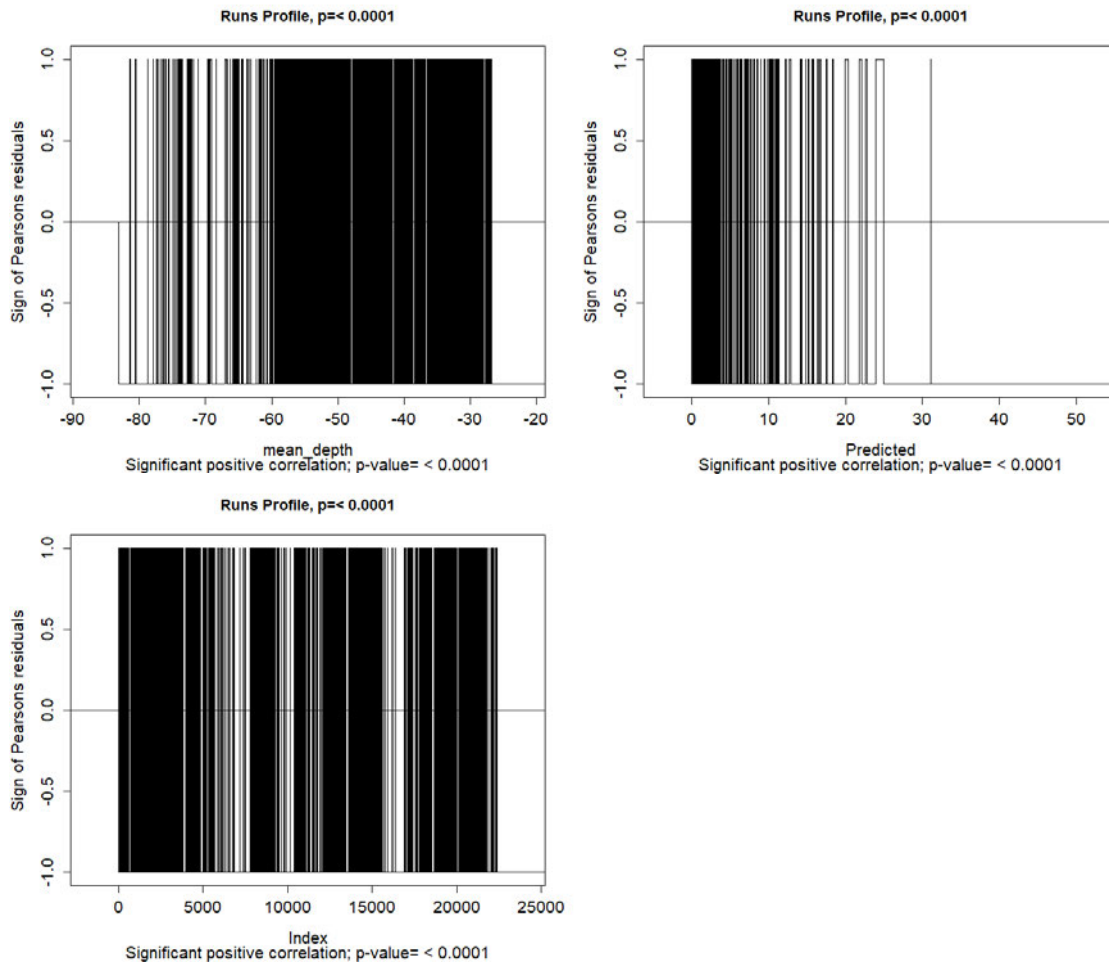 Runs Profile, p=< 0.0001
Sign of Pearsons residuals
1.0
0.5
0.0
-0.5
-1.0
-90 -80 -70 -60 -50 -40 -30 -20
mean_depth
Significant positive correlation; p-value= < 0.0001
Runs Profile, p=< 0.0001
Sign of Pearsons residuals
1.0
0.5
0.0
-0.5
-1.0
0 10 20 30 40 50
Predicted
Significant positive correlation; p-value= < 0.0001
Runs Profile, p=< 0.0001
Sign of Pearsons residuals
1.0
0.5
0.0
-0.5
-1.0
0 5000 10000 15000 20000 25000
Index
Significant positive correlation; p-value= < 0.0001